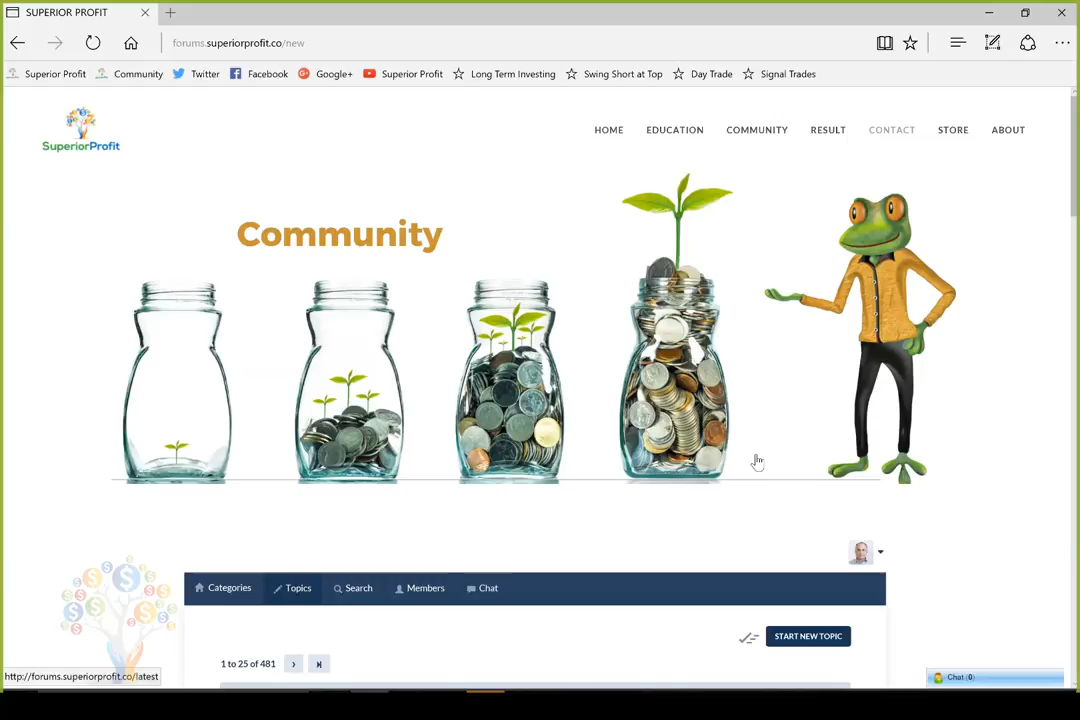 SUPERIOR PROFIT
forums.superiorprofit.co/new
Superior Profit Community Twitter Facebook Google+ Superior Profit Long Term Investing Swing Short at Top Day Trade Signal Trades
SuperiorProfit
HOME EDUCATION COMMUNITY RESULT CONTACT STORE ABOUT
Community
Categories Topics Search Members Chat
START NEW TOPIC
1 to 25 of 481
http://forums.superiorprofit.co/latest
Chat (0)